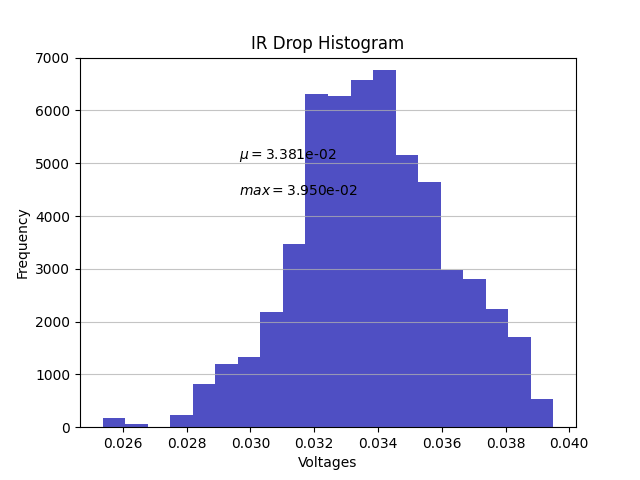 IR Drop Histogram
7000
6000
5000
4000
3000
2000
1000
0
Frequency
μ = 3.381e-02
max = 3.950e-02
0.026 0.028 0.030 0.032 0.034 0.036 0.038 0.040
Voltages